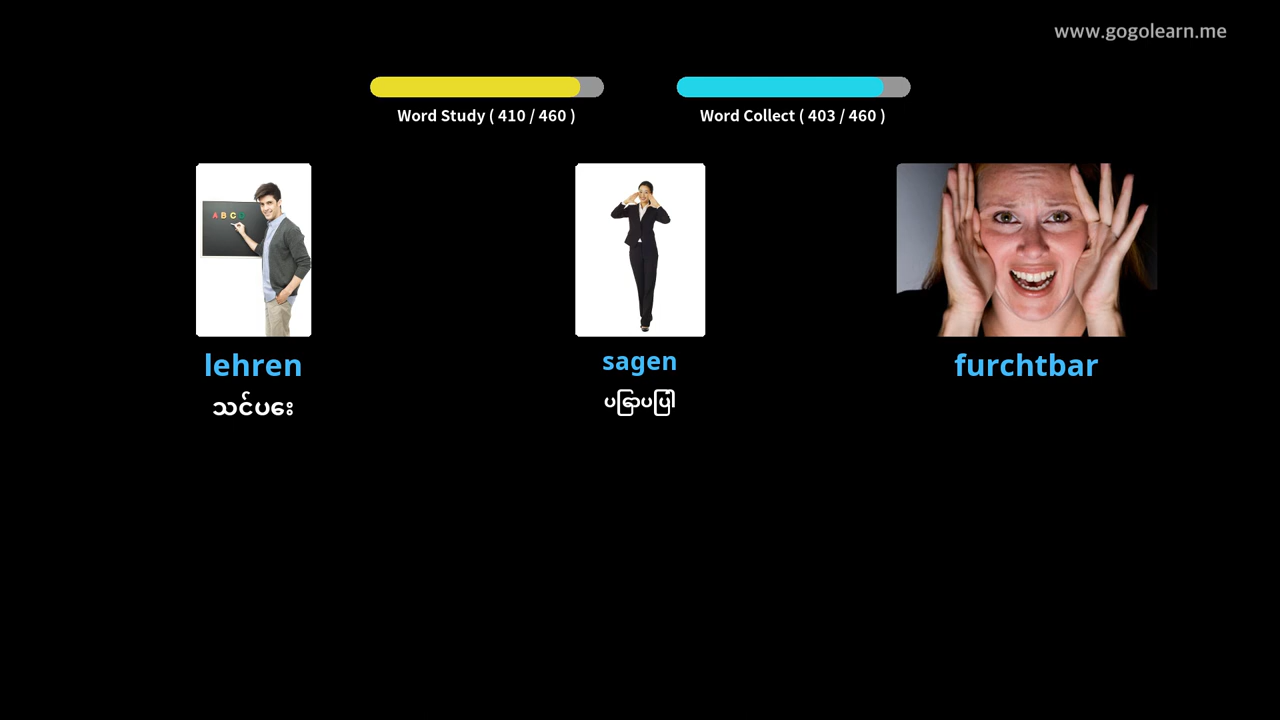 www.gogolearn.me
Word Study ( 410 / 460 )
Word Collect ( 403 / 460 )
A B C
lehren
သင်ပေး
sagen
ပြောပြပါ
furchtbar